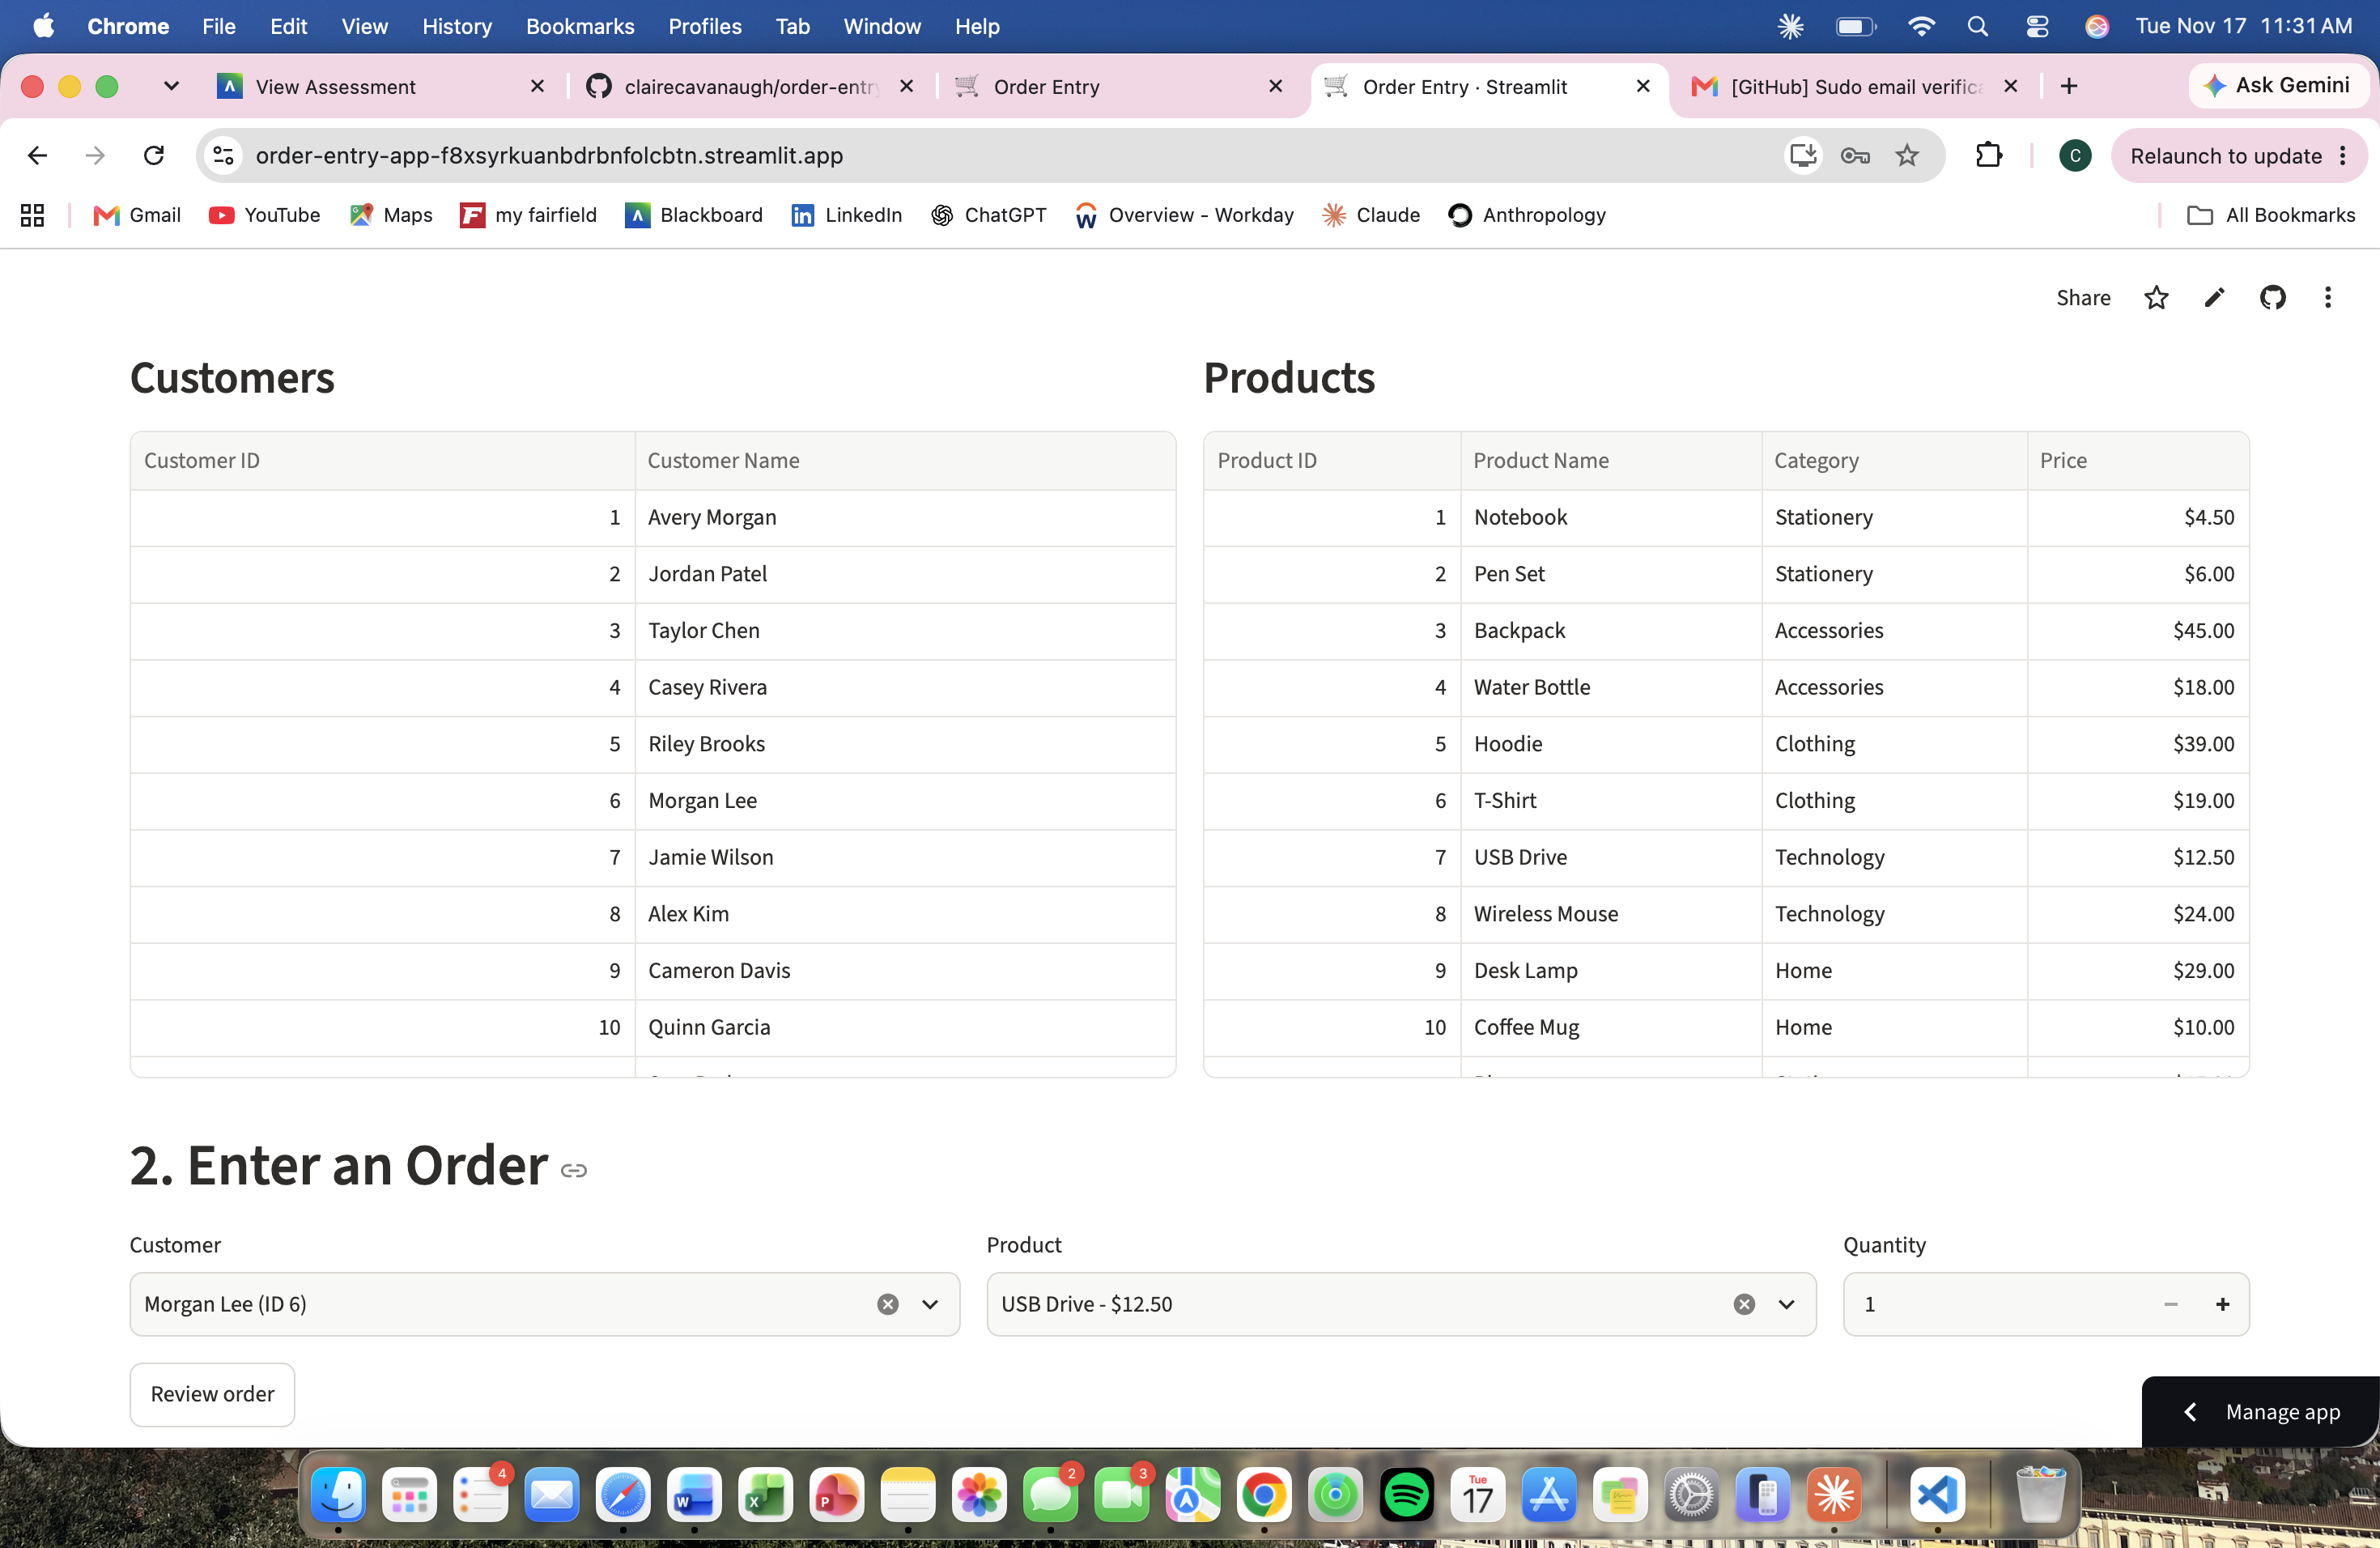 Chrome File Edit View History Bookmarks Profiles Tab Window Help Tue Nov 17 11:31 AM
View Assessment clairecavanaugh/order-entry Order Entry Order Entry · Streamlit [GitHub] Sudo email verifica Ask Gemini
order-entry-app-f8xsyrkuanbdrbnfolcbtn.streamlit.app C Relaunch to update
Gmail YouTube Maps my fairfield Blackboard LinkedIn ChatGPT Overview - Workday Claude Anthropology All Bookmarks
Share
Customers Products
Customer ID Customer Name Product ID Product Name Category Price
1 Avery Morgan 1 Notebook Stationery $4.50
2 Jordan Patel 2 Pen Set Stationery $6.00
3 Taylor Chen 3 Backpack Accessories $45.00
4 Casey Rivera 4 Water Bottle Accessories $18.00
5 Riley Brooks 5 Hoodie Clothing $39.00
6 Morgan Lee 6 T-Shirt Clothing $19.00
7 Jamie Wilson 7 USB Drive Technology $12.50
8 Alex Kim 8 Wireless Mouse Technology $24.00
9 Cameron Davis 9 Desk Lamp Home $29.00
10 Quinn Garcia 10 Coffee Mug Home $10.00
2. Enter an Order
Customer Product Quantity
Morgan Lee (ID 6) USB Drive - $12.50 1
Review order
Manage app
4 2 3 Tue 17